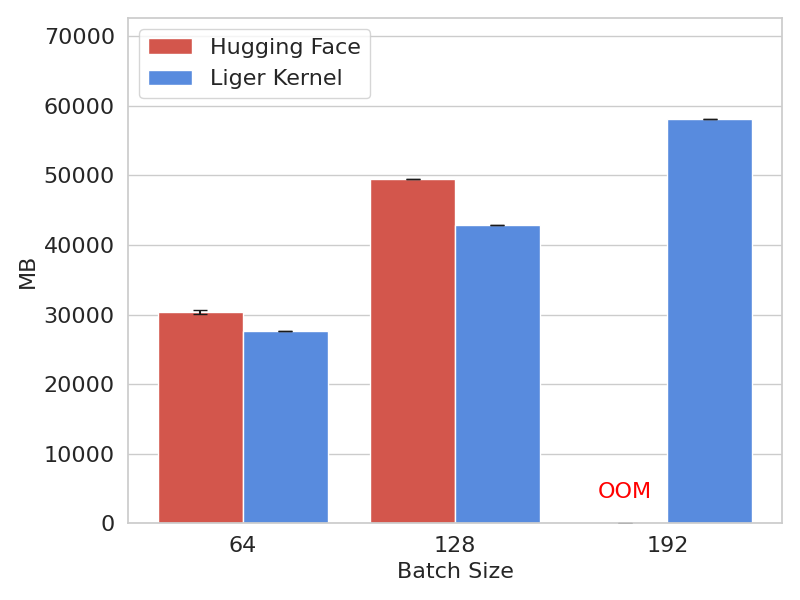 70000
60000
50000
40000
30000
20000
10000
0
MB
Hugging Face
Liger Kernel
OOM
64
128
192
Batch Size